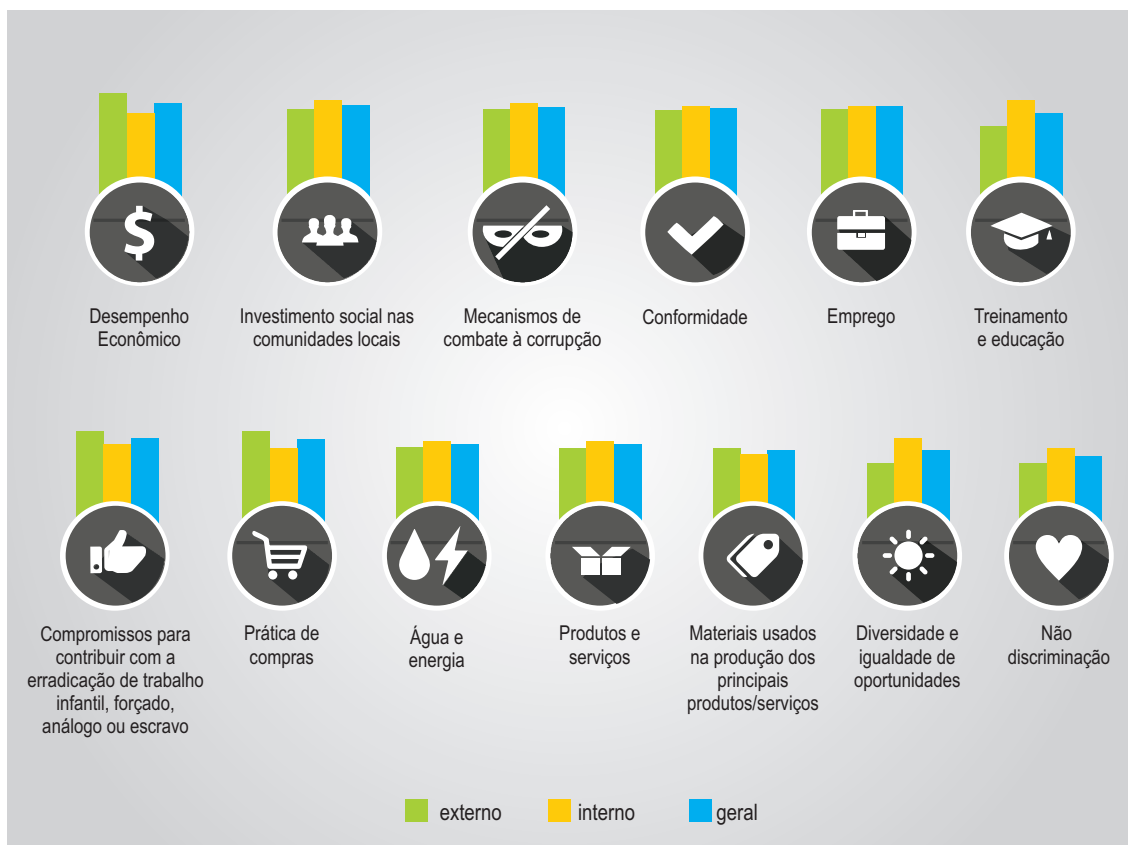 Desempenho
Econômico
Investimento social nas
comunidades locais
Mecanismos de
combate à corrupção
Conformidade
Emprego
Treinamento
e educação
Compromissos para
contribuir com a
erradicação de trabalho
infantil, forçado,
análogo ou escravo
Prática de
compras
Água e
energia
Produtos e
serviços
Materiais usados
na produção dos
principais
produtos/serviços
Diversidade e
igualdade de
oportunidades
Não
discriminação
externo
interno
geral